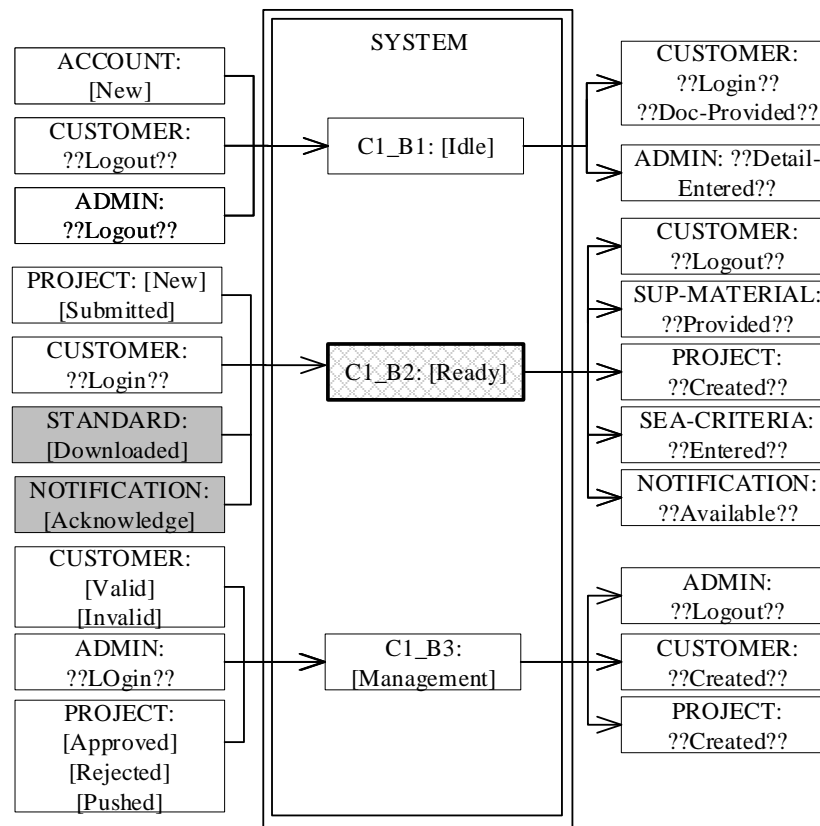 SYSTEM
ACCOUNT:
[New]
CUSTOMER:
??Logout??
ADMIN:
??Logout??
C1_B1: [Idle]
CUSTOMER:
??Login??
??Doc-Provided??
ADMIN: ??Detail-
Entered??
PROJECT: [New]
[Submitted]
CUSTOMER:
??Login??
STANDARD:
[Downloaded]
NOTIFICATION:
[Acknowledge]
C1_B2: [Ready]
CUSTOMER:
??Logout??
SUP-MATERIAL:
??Provided??
PROJECT:
??Created??
SEA-CRITERIA:
??Entered??
NOTIFICATION:
??Available??
CUSTOMER:
[Valid]
[Invalid]
ADMIN:
??LOgin??
PROJECT:
[Approved]
[Rejected]
[Pushed]
C1_B3:
[Management]
ADMIN:
??Logout??
CUSTOMER:
??Created??
PROJECT:
??Created??